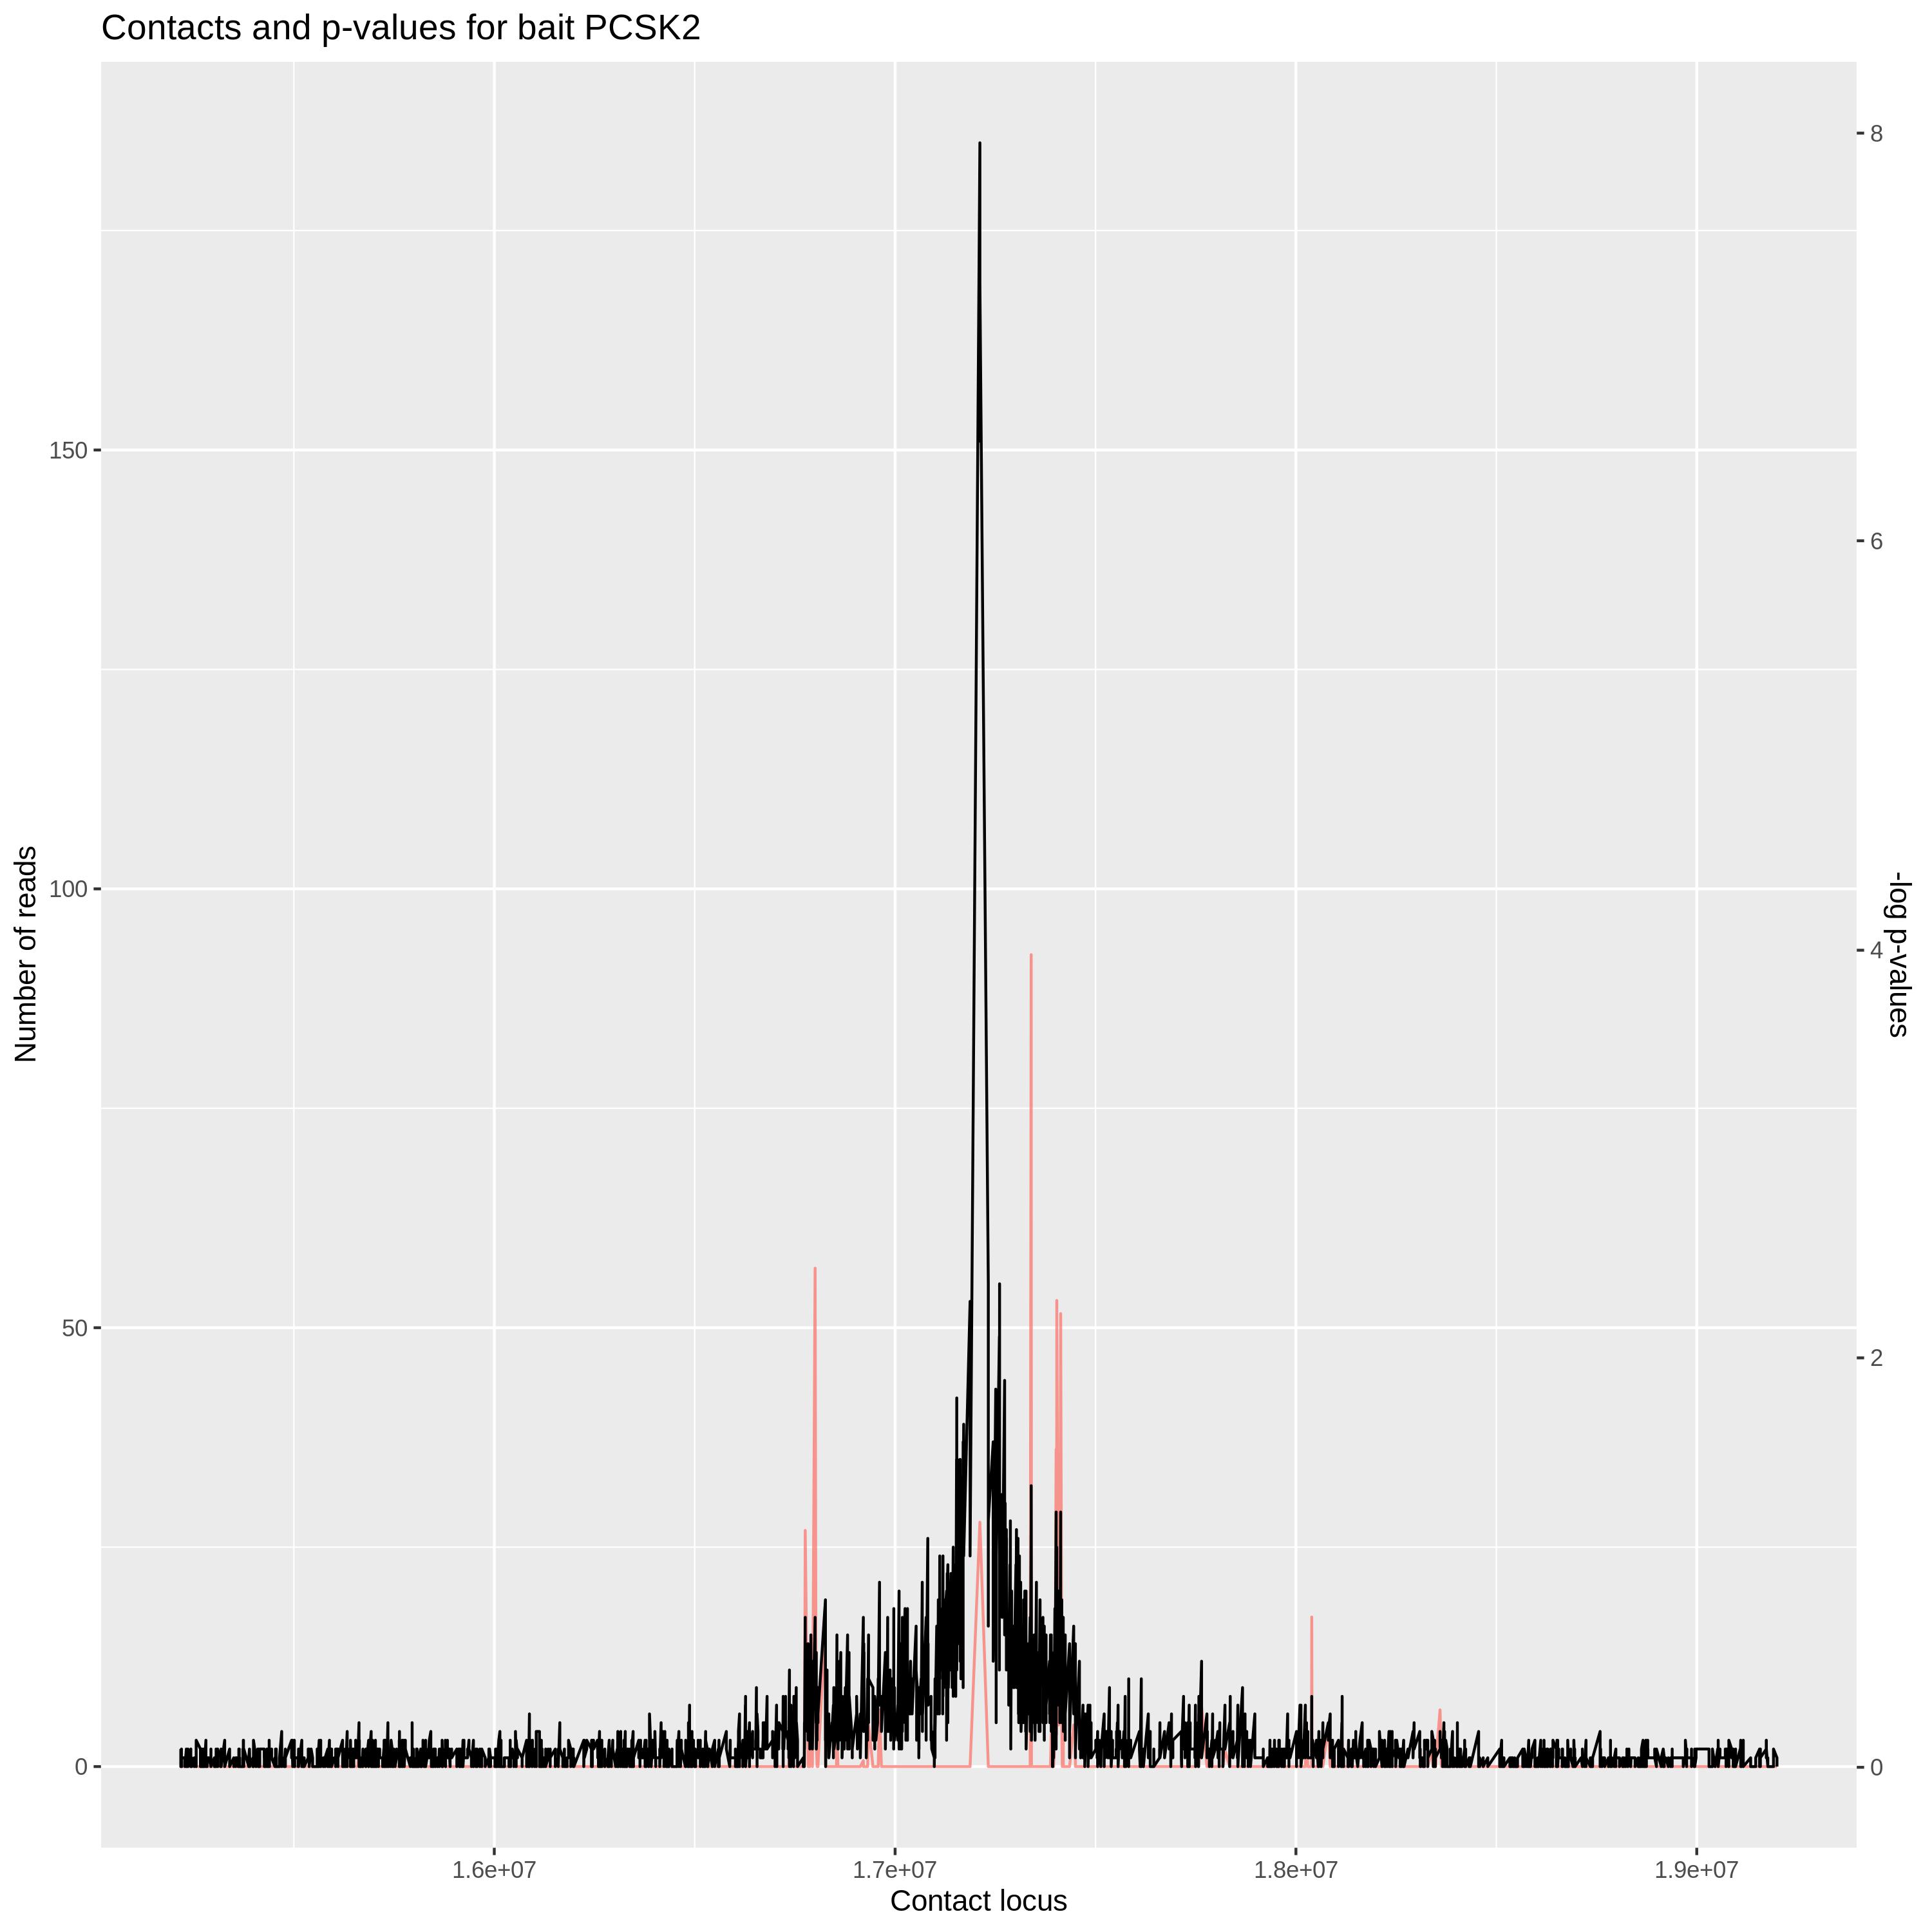 Contacts and p-values for bait PCSK2
Number of reads
150
100
50
0
8
6
4
2
0
-log p-values
1.6e+07 1.7e+07 1.8e+07 1.9e+07
Contact locus